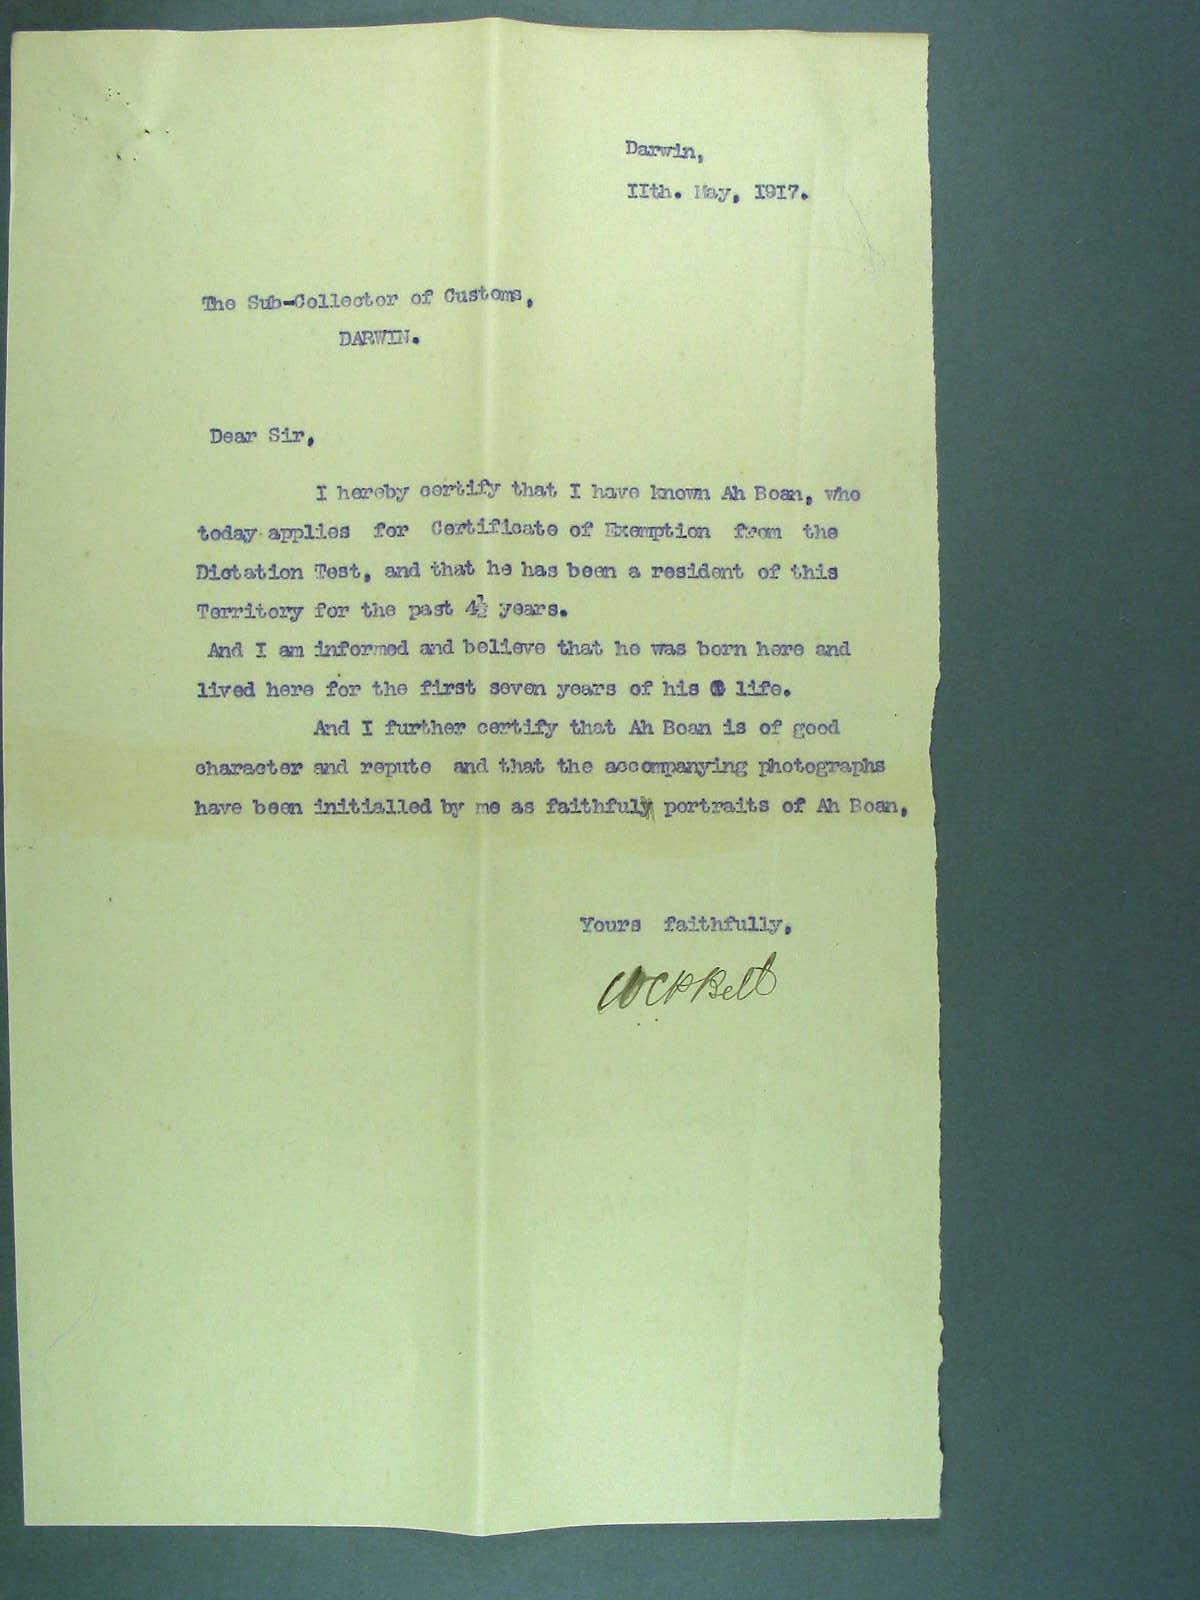 Darwin,
IIth. May, I9I7.
The Sub-Collector of Customs,
DARWIN.
Dear Sir,
I hereby certify that I have known Ah Boan, who
today applies for Certificate of Exemption from the
Dictation Test, and that he has been a resident of this
Territory for the past 4½ years.
And I am informed and believe that he was born here and
lived here for the first seven years of his life.
And I further certify that Ah Boan is of good
character and repute and that the accompanying photographs
have been initialled by me as faithful portraits of Ah Boan,
Yours faithfully,